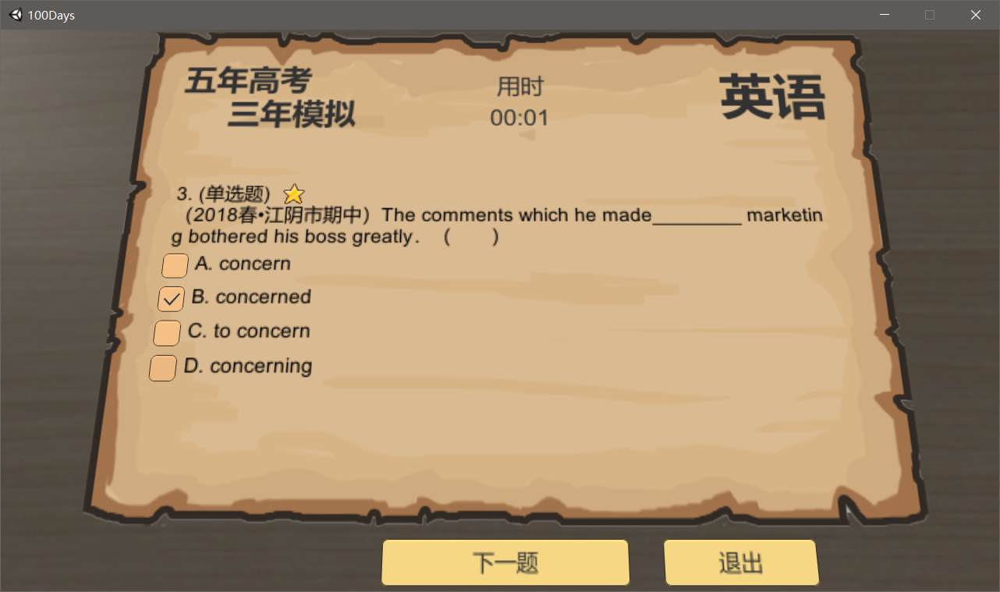 100Days
五年高考
三年模拟
用时
00:01
英语
3. (单选题)
（2018春•江阴市期中）The comments which he made_________ marketin
g bothered his boss greatly． （　　）
A. concern
B. concerned
C. to concern
D. concerning
下一题
退出